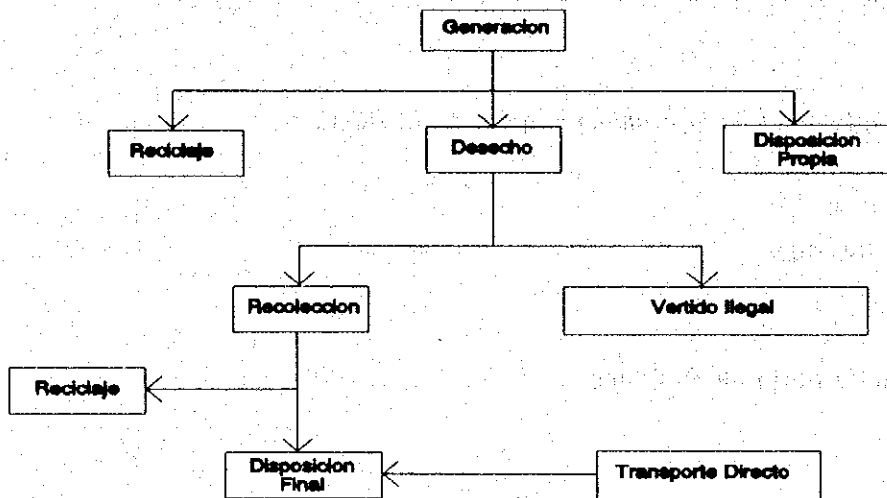 Generacion
Reciclaje
Desecho
Disposicion
Propia
Recoleccion
Vertido Ilegal
Reciclaje
Disposicion
Final
Transporte Directo